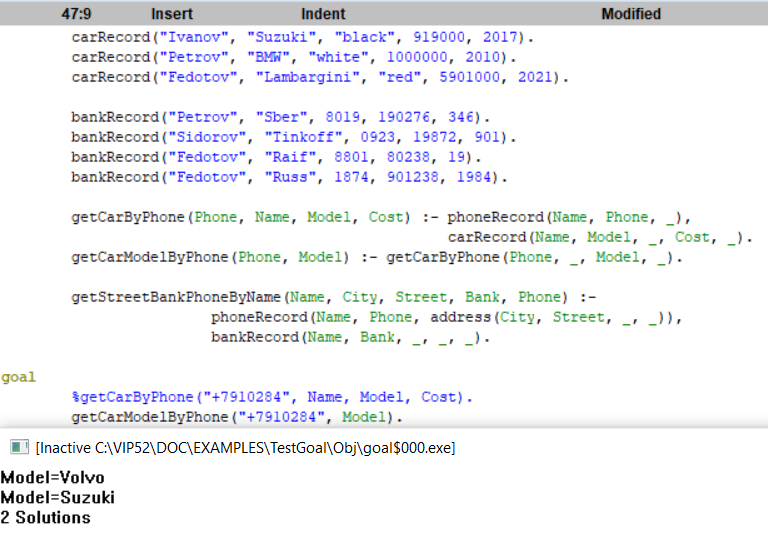 47:9 Insert Indent Modified
carRecord("Ivanov", "Suzuki", "black", 919000, 2017).
carRecord("Petrov", "BMW", "white", 1000000, 2010).
carRecord("Fedotov", "Lambargini", "red", 5901000, 2021).
bankRecord("Petrov", "Sber", 8019, 190276, 346).
bankRecord("Sidorov", "Tinkoff", 0923, 19872, 901).
bankRecord("Fedotov", "Raif", 8801, 80238, 19).
bankRecord("Fedotov", "Russ", 1874, 901238, 1984).
getCarByPhone(Phone, Name, Model, Cost) :- phoneRecord(Name, Phone, _),
carRecord(Name, Model, _, Cost, _).
getCarModelByPhone(Phone, Model) :- getCarByPhone(Phone, _, Model, _).
getStreetBankPhoneByName(Name, City, Street, Bank, Phone) :-
phoneRecord(Name, Phone, address(City, Street, _, _)),
bankRecord(Name, Bank, _, _, _).
goal
%getCarByPhone("+7910284", Name, Model, Cost).
getCarModelByPhone("+7910284", Model).
[Inactive C:\VIP52\DOC\EXAMPLES\TestGoal\Obj\goal$000.exe]
Model=Volvo
Model=Suzuki
2 Solutions